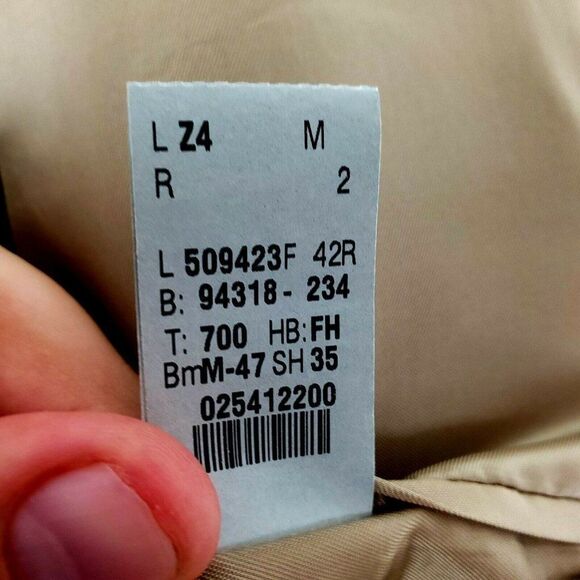 L Z4 M
R 2
L 509423F 42R
B: 94318- 234
T: 700 HB:FH
BmM-47 SH 35
025412200